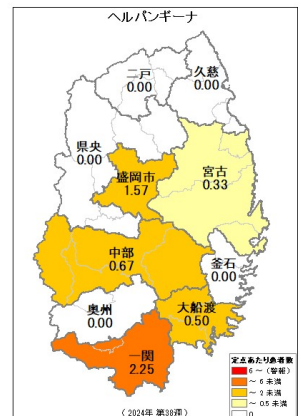 ヘルパンギーナ
二戸
0.00
久慈
0.00
県央
0.00
盛岡市
1.57
宮古
0.33
中部
0.67
釜石
0.00
奥州
0.00
大船渡
0.50
一関
2.25
定点あたり患者数
6 ~ (警報)
~ 6 未満
~ 2 未満
~ 0.5 未満
0
(2024年 第38週)